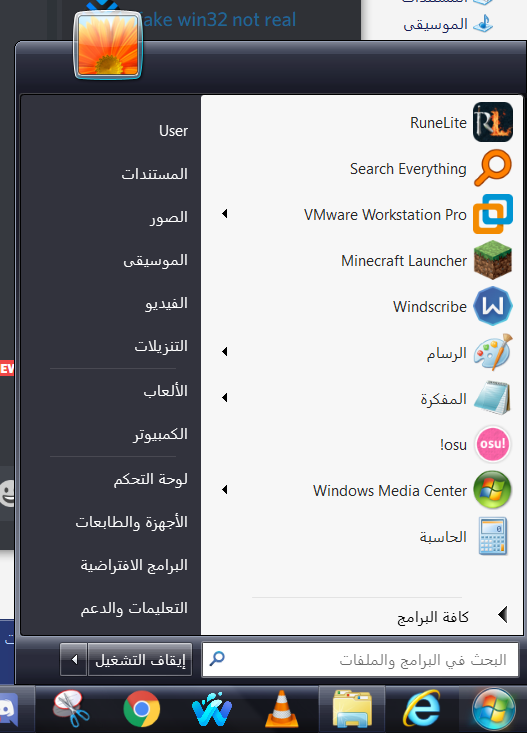 fake win32 not real
المستندات
الموسيقى
RuneLite
Search Everything
VMware Workstation Pro
Minecraft Launcher
Windscribe
الرسام
المفكرة
osu!
Windows Media Center
الحاسبة
كافة البرامج
البحث في البرامج والملفات
User
المستندات
الصور
الموسيقى
الفيديو
التنزيلات
الألعاب
الكمبيوتر
لوحة التحكم
الأجهزة والطابعات
البرامج الافتراضية
التعليمات والدعم
إيقاف التشغيل
osu!